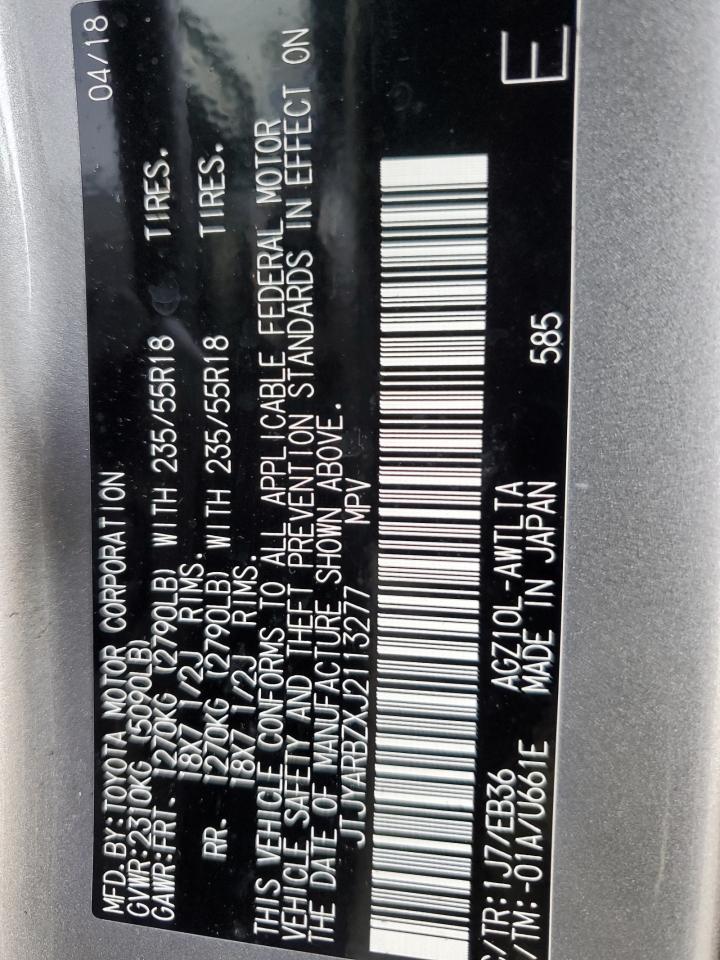 MFD.BY:TOYOTA MOTOR CORPORATION 04/18
GVWR:2310KG (5090LB)
GAWR:FRT. 1270KG (2790LB) WITH 235/55R18 TIRES.
18X7 1/2J RIMS.
RR. 1270KG (2790LB) WITH 235/55R18 TIRES.
18X7 1/2J RIMS.
THIS VEHICLE CONFORMS TO ALL APPLICABLE FEDERAL MOTOR
VEHICLE SAFETY AND THEFT PREVENTION STANDARDS IN EFFECT ON
THE DATE OF MANUFACTURE SHOWN ABOVE.
JTJYARBZXJ2113277 MPV
C/TR:1J7/EB36 AGZ10L-AWTLTA E
/TM:-01A/U661E MADE IN JAPAN 585